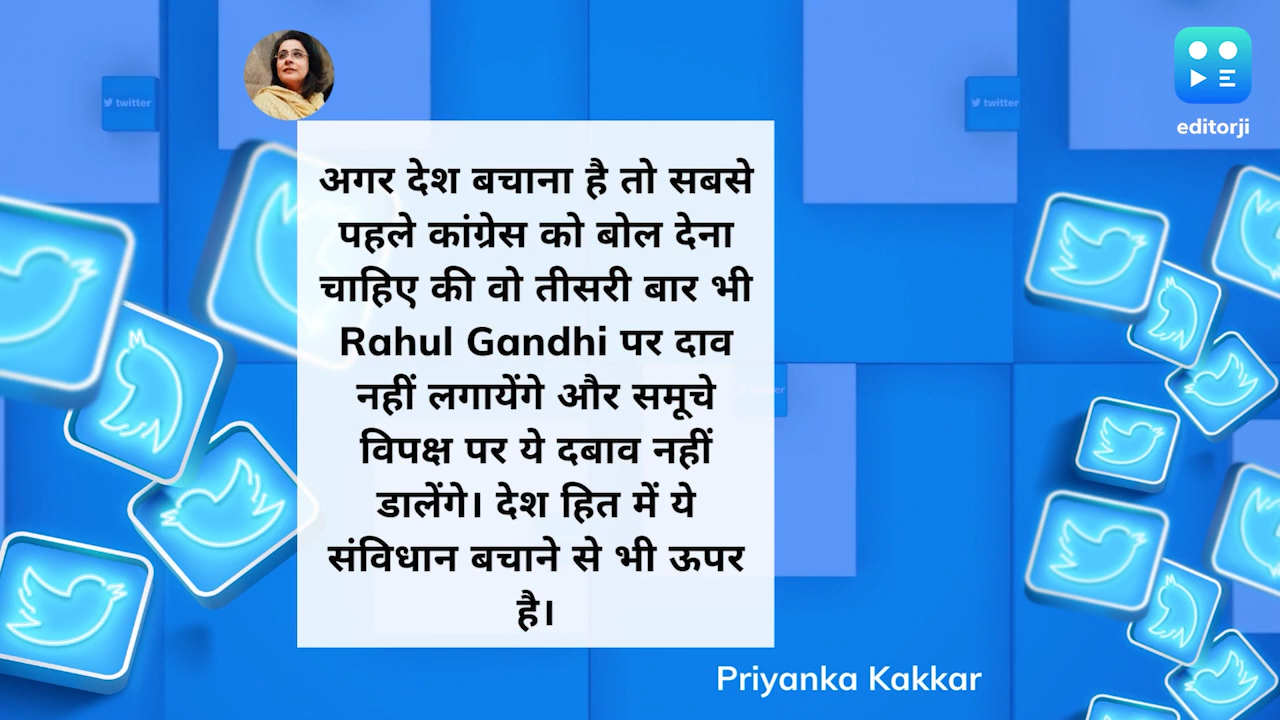 twitter
twitter
editorji
अगर देश बचाना है तो सबसे
पहले कांग्रेस को बोल देना
चाहिए की वो तीसरी बार भी
Rahul Gandhi पर दाव
नहीं लगायेंगे और समूचे
विपक्ष पर ये दबाव नहीं
डालेंगे। देश हित में ये
संविधान बचाने से भी ऊपर
है।
twitter
Priyanka Kakkar